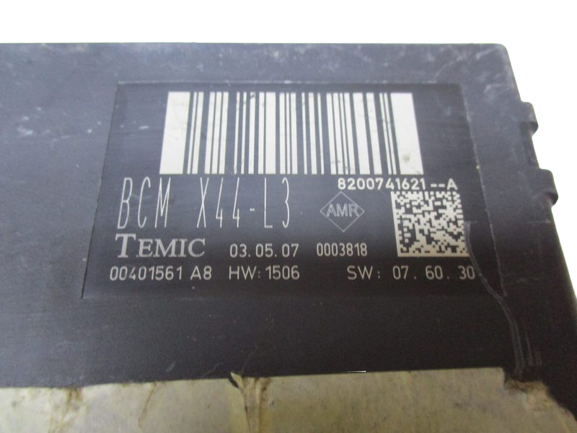 8200741621--A
BCM X44-L3
AMR
TEMIC 03.05.07 0003818
00401561 A8 HW:1506 SW: 07.60.30